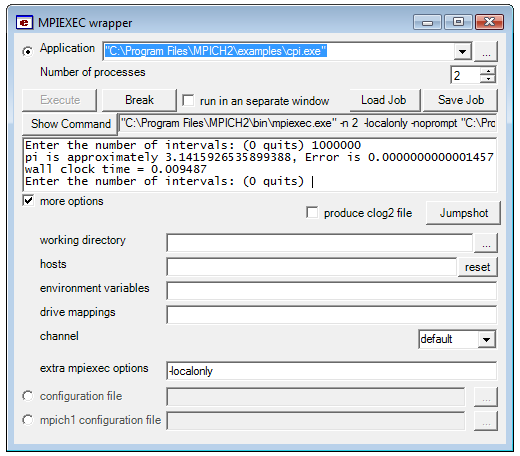 e MPIEXEC wrapper
Application "C:\Program Files\MPICH2\examples\cpi.exe" ...
Number of processes 2
Execute Break run in an separate window Load Job Save Job
Show Command "C:\Program Files\MPICH2\bin\mpiexec.exe" -n 2 -localonly -noprompt "C:\Pro
Enter the number of intervals: (0 quits) 1000000
pi is approximately 3.1415926535899388, Error is 0.0000000000001457
wall clock time = 0.009487
Enter the number of intervals: (0 quits)
more options
produce clog2 file Jumpshot
working directory ...
hosts reset
environment variables
drive mappings
channel default
extra mpiexec options -localonly
configuration file ...
mpich1 configuration file ...